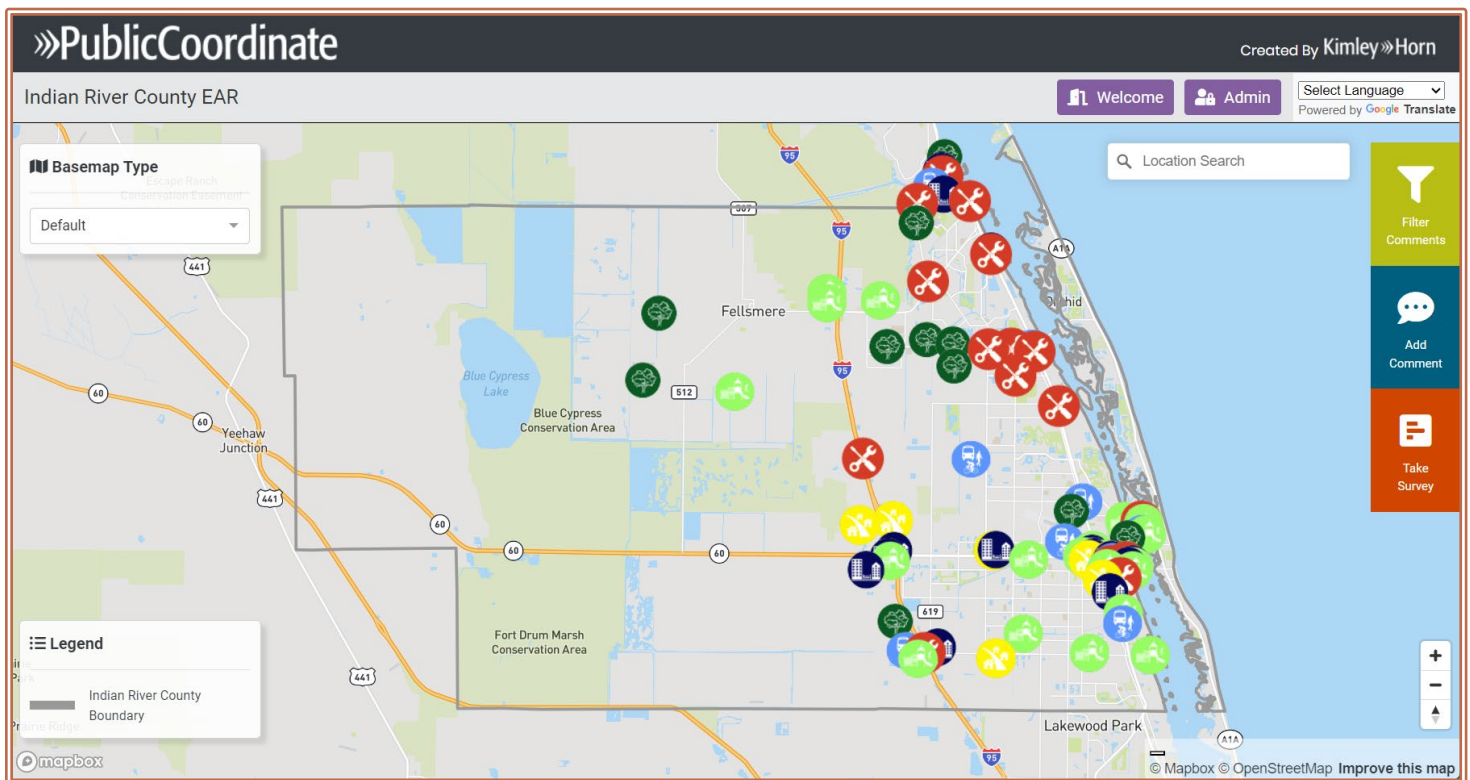 »PublicCoordinate
Created By Kimley»Horn
Indian River County EAR
Welcome
Admin
Select Language
Powered by Google Translate
Basemap Type
Escape Ranch
Conservation Easement
Default
Location Search
Filter
Comments
Add
Comment
Take
Survey
95
507
95
A1A
441
Fellsmere
Orchid
95
Blue Cypress
Lake
60
512
Blue Cypress
Conservation Area
60
Yeehaw
Junction
441
60
60
60
619
Fort Drum Marsh
Conservation Area
441
Legend
Indian River County
Boundary
Park
Prairie Ridge
Lakewood Park
A1A
95
mapbox
© Mapbox © OpenStreetMap Improve this map